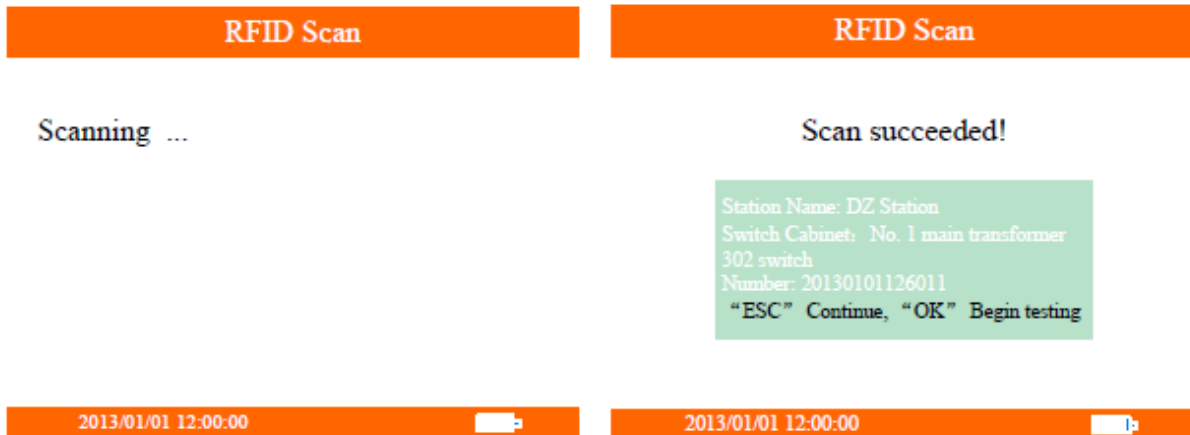 RFID Scan
Scanning ...
2013/01/01 12:00:00
RFID Scan
Scan succeeded!
Station Name: DZ Station
Switch Cabinet：No. 1 main transformer
302 switch
Number: 20130101126011
“ESC” Continue,“OK” Begin testing
2013/01/01 12:00:00